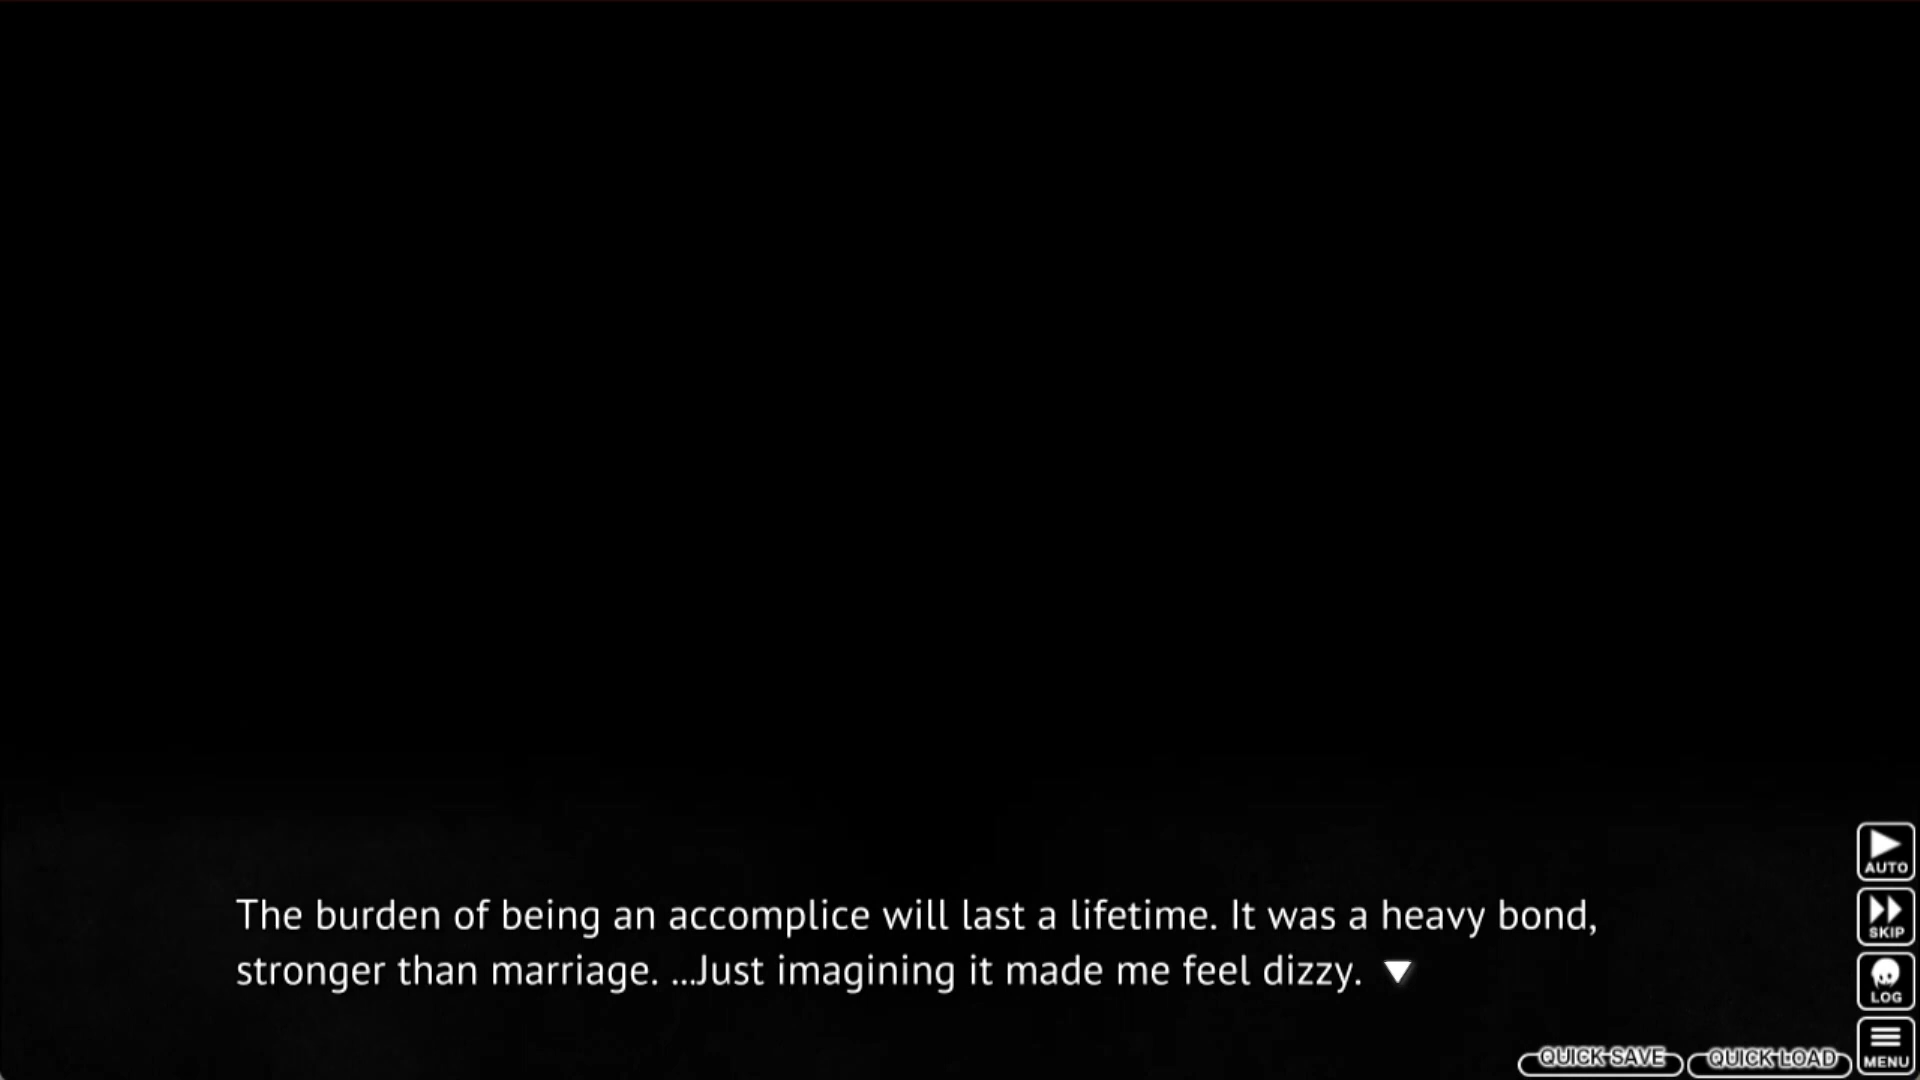 The burden of being an accomplice will last a lifetime. It was a heavy bond,
stronger than marriage. ...Just imagining it made me feel dizzy.
AUTO
SKIP
LOG
MENU
QUICK SAVE
QUICK LOAD